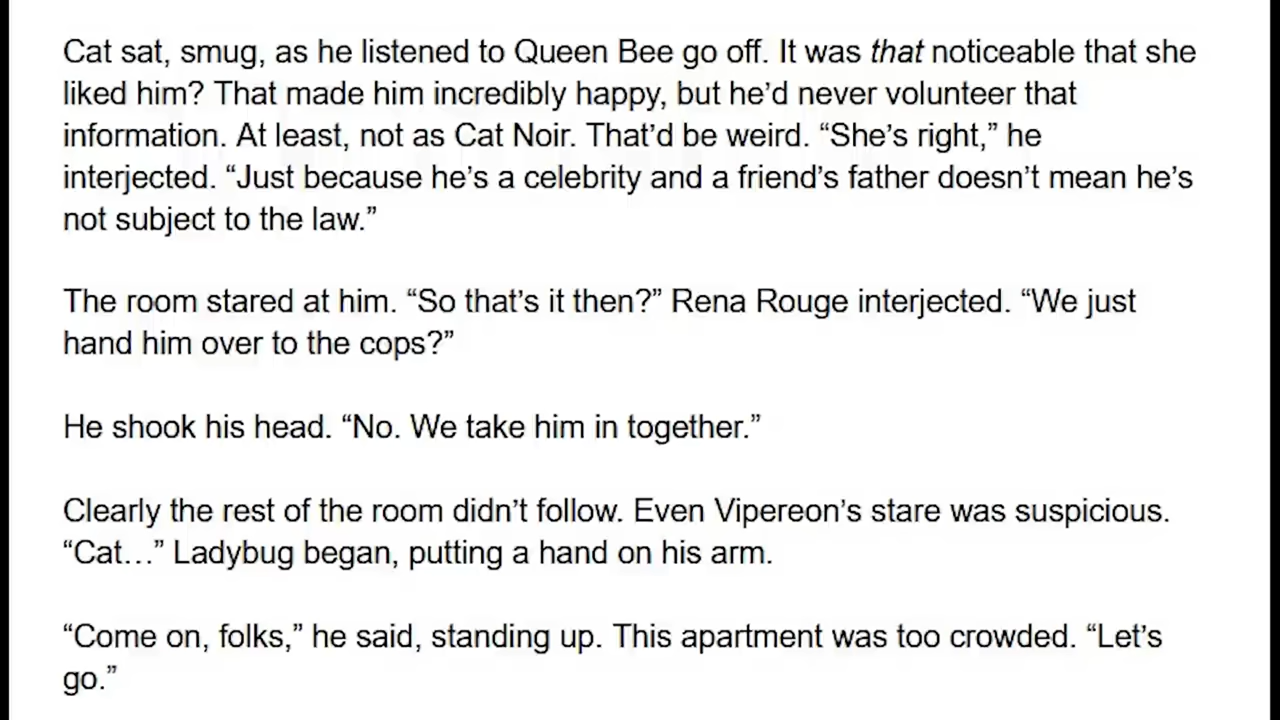 Cat sat, smug, as he listened to Queen Bee go off. It was that noticeable that she
liked him? That made him incredibly happy, but he’d never volunteer that
information. At least, not as Cat Noir. That’d be weird. “She’s right,” he
interjected. “Just because he’s a celebrity and a friend’s father doesn’t mean he’s
not subject to the law.”
The room stared at him. “So that’s it then?” Rena Rouge interjected. “We just
hand him over to the cops?”
He shook his head. “No. We take him in together.”
Clearly the rest of the room didn’t follow. Even Vipereon’s stare was suspicious.
“Cat…” Ladybug began, putting a hand on his arm.
“Come on, folks,” he said, standing up. This apartment was too crowded. “Let’s
go.”